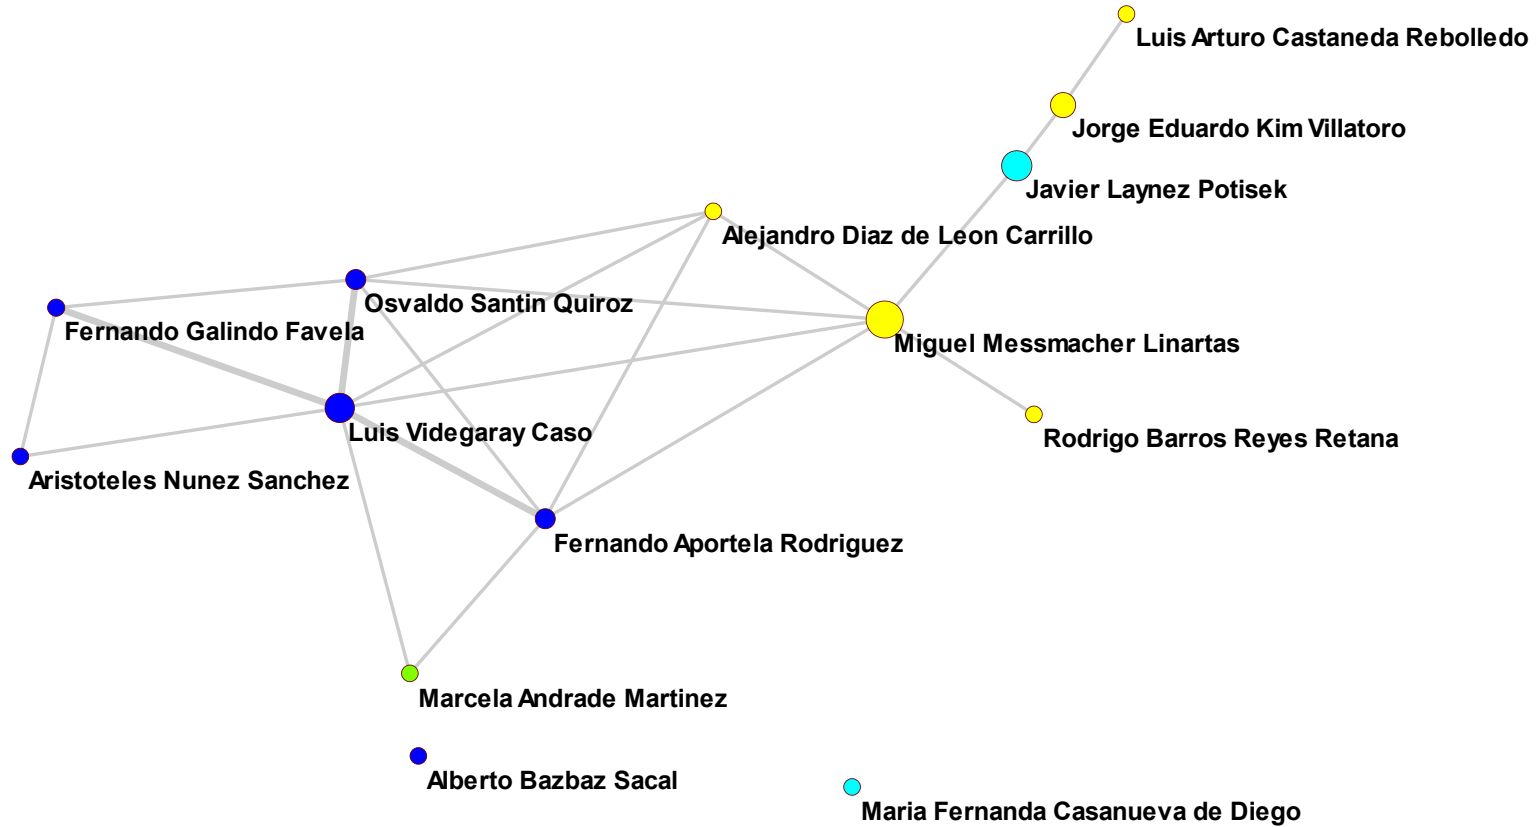 Luis Arturo Castaneda Rebolledo
Jorge Eduardo Kim Villatoro
Javier Laynez Potisek
Alejandro Diaz de Leon Carrillo
Osvaldo Santin Quiroz
Fernando Galindo Favela
Miguel Messmacher Linartas
Luis Videgaray Caso
Rodrigo Barros Reyes Retana
Aristoteles Nunez Sanchez
Fernando Aportela Rodriguez
Marcela Andrade Martinez
Alberto Bazbaz Sacal
Maria Fernanda Casanueva de Diego